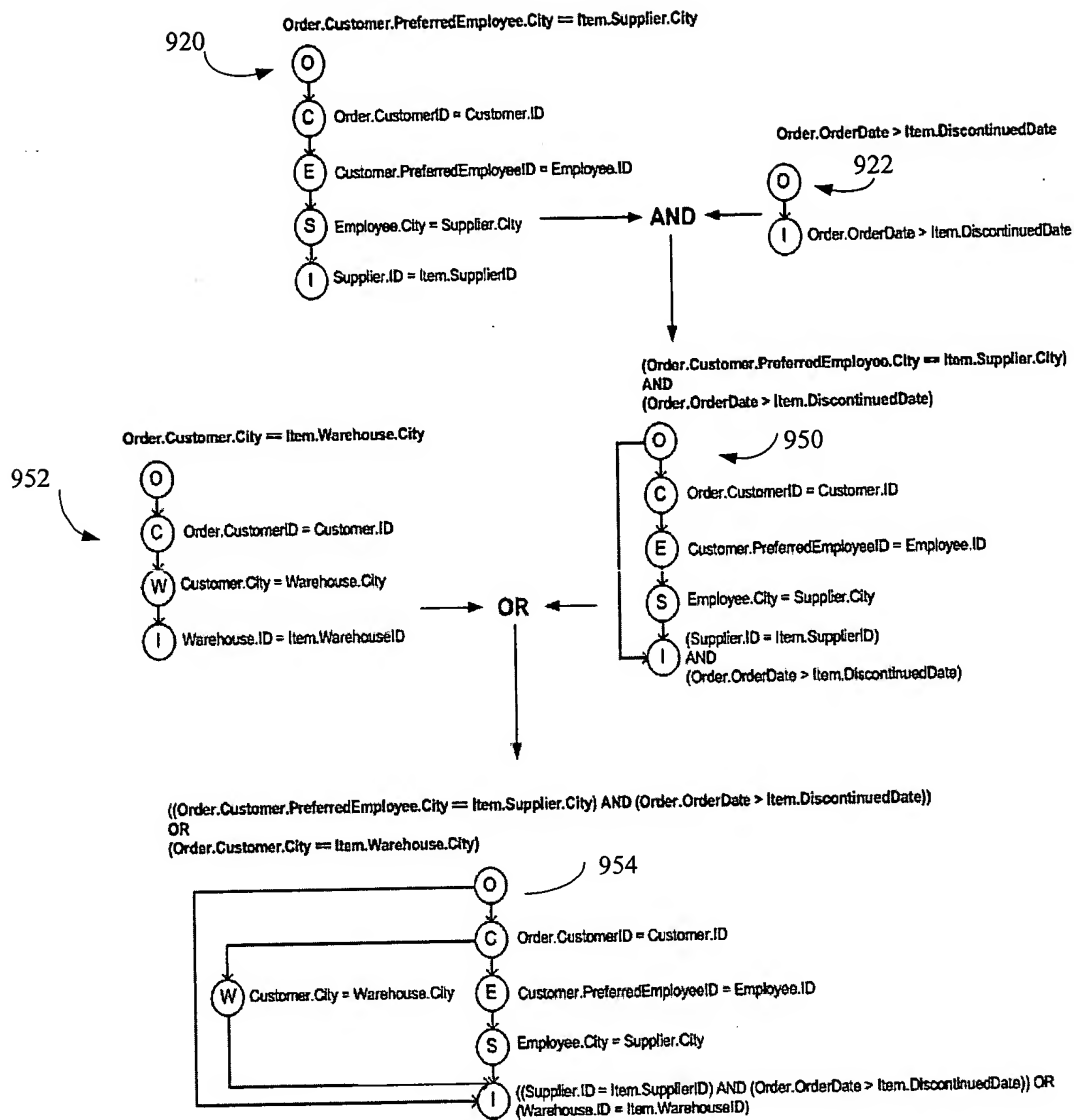 Order.Customer.PreferredEmployee.City == Item.Supplier.City
920
O
C Order.CustomerID = Customer.ID
E Customer.PreferredEmployeeID = Employee.ID
S Employee.City = Supplier.City
I Supplier.ID = Item.SupplierID
AND
Order.OrderDate > Item.DiscontinuedDate
922
O
I Order.OrderDate > Item.DiscontinuedDate
(Order.Customer.PreferredEmployee.City == Item.Supplier.City)
AND
(Order.OrderDate > Item.DiscontinuedDate)
950
O
C Order.CustomerID = Customer.ID
E Customer.PreferredEmployeeID = Employee.ID
S Employee.City = Supplier.City
I (Supplier.ID = Item.SupplierID)
AND
(Order.OrderDate > Item.DiscontinuedDate)
Order.Customer.City == Item.Warehouse.City
952
O
C Order.CustomerID = Customer.ID
W Customer.City = Warehouse.City
I Warehouse.ID = Item.WarehouseID
OR
((Order.Customer.PreferredEmployee.City == Item.Supplier.City) AND (Order.OrderDate > Item.DiscontinuedDate))
OR
(Order.Customer.City == Item.Warehouse.City)
954
O
C Order.CustomerID = Customer.ID
W Customer.City = Warehouse.City
E Customer.PreferredEmployeeID = Employee.ID
S Employee.City = Supplier.City
I ((Supplier.ID = Item.SupplierID) AND (Order.OrderDate > Item.DiscontinuedDate)) OR
(Warehouse.ID = Item.WarehouseID)